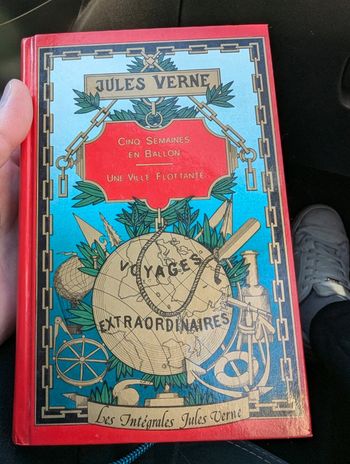 JULES VERNE
CINQ SEMAINES
EN BALLON
UNE VILLE FLOTTANTE
VOYAGES
EXTRAORDINAIRES
Les Intégrales Jules Verne